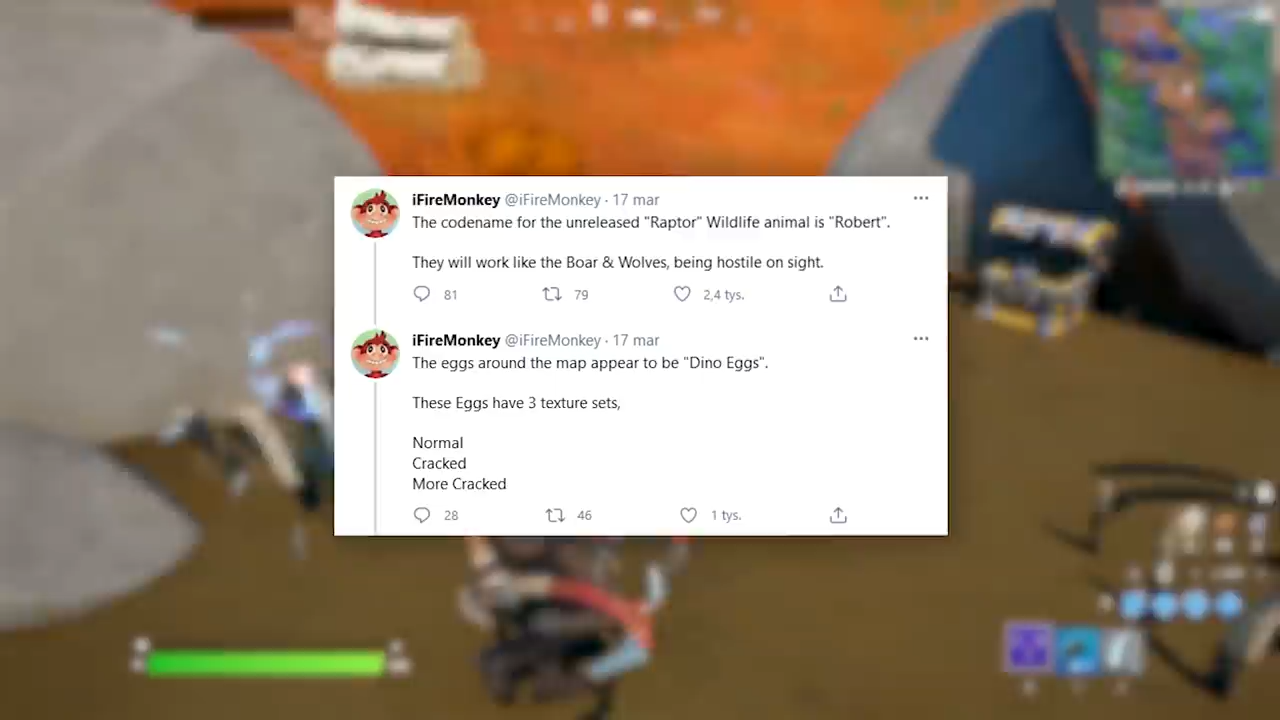 iFireMonkey @iFireMonkey · 17 mar
The codename for the unreleased "Raptor" Wildlife animal is "Robert".
They will work like the Boar & Wolves, being hostile on sight.
81 79 2,4 tys.
iFireMonkey @iFireMonkey · 17 mar
The eggs around the map appear to be "Dino Eggs".
These Eggs have 3 texture sets,
Normal
Cracked
More Cracked
28 46 1 tys.